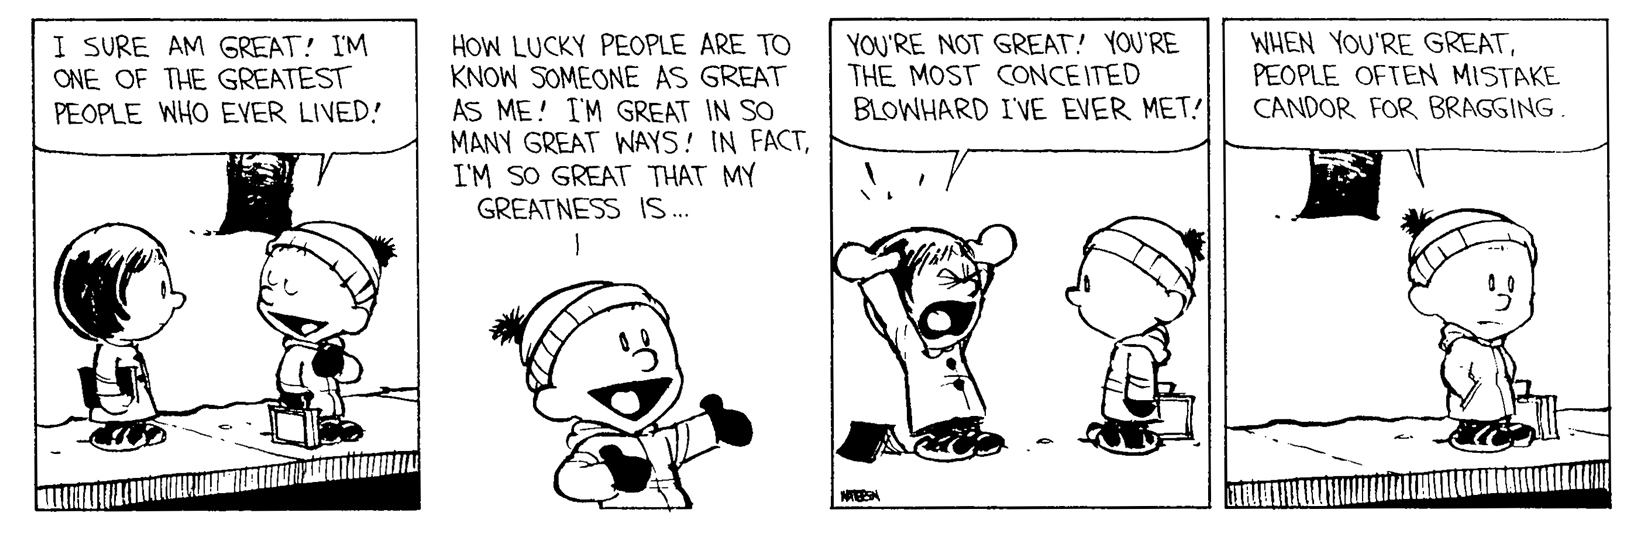 I SURE AM GREAT! I'M
ONE OF THE GREATEST
PEOPLE WHO EVER LIVED!
HOW LUCKY PEOPLE ARE TO
KNOW SOMEONE AS GREAT
AS ME! I'M GREAT IN SO
MANY GREAT WAYS! IN FACT,
I'M SO GREAT THAT MY
GREATNESS IS...
YOU'RE NOT GREAT! YOU'RE
THE MOST CONCEITED
BLOWHARD I'VE EVER MET!
WATERSON
WHEN YOU'RE GREAT,
PEOPLE OFTEN MISTAKE
CANDOR FOR BRAGGING.